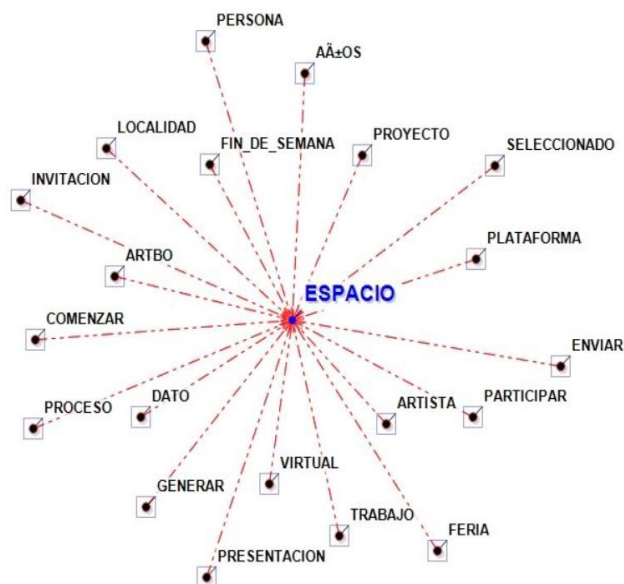 PERSONA
AÃ±OS
LOCALIDAD
FIN_DE_SEMANA
PROYECTO
SELECCIONADO
INVITACION
ARTBO
PLATAFORMA
ESPACIO
COMENZAR
ENVIAR
PROCESO
DATO
ARTISTA
PARTICIPAR
GENERAR
VIRTUAL
TRABAJO
FERIA
PRESENTACION